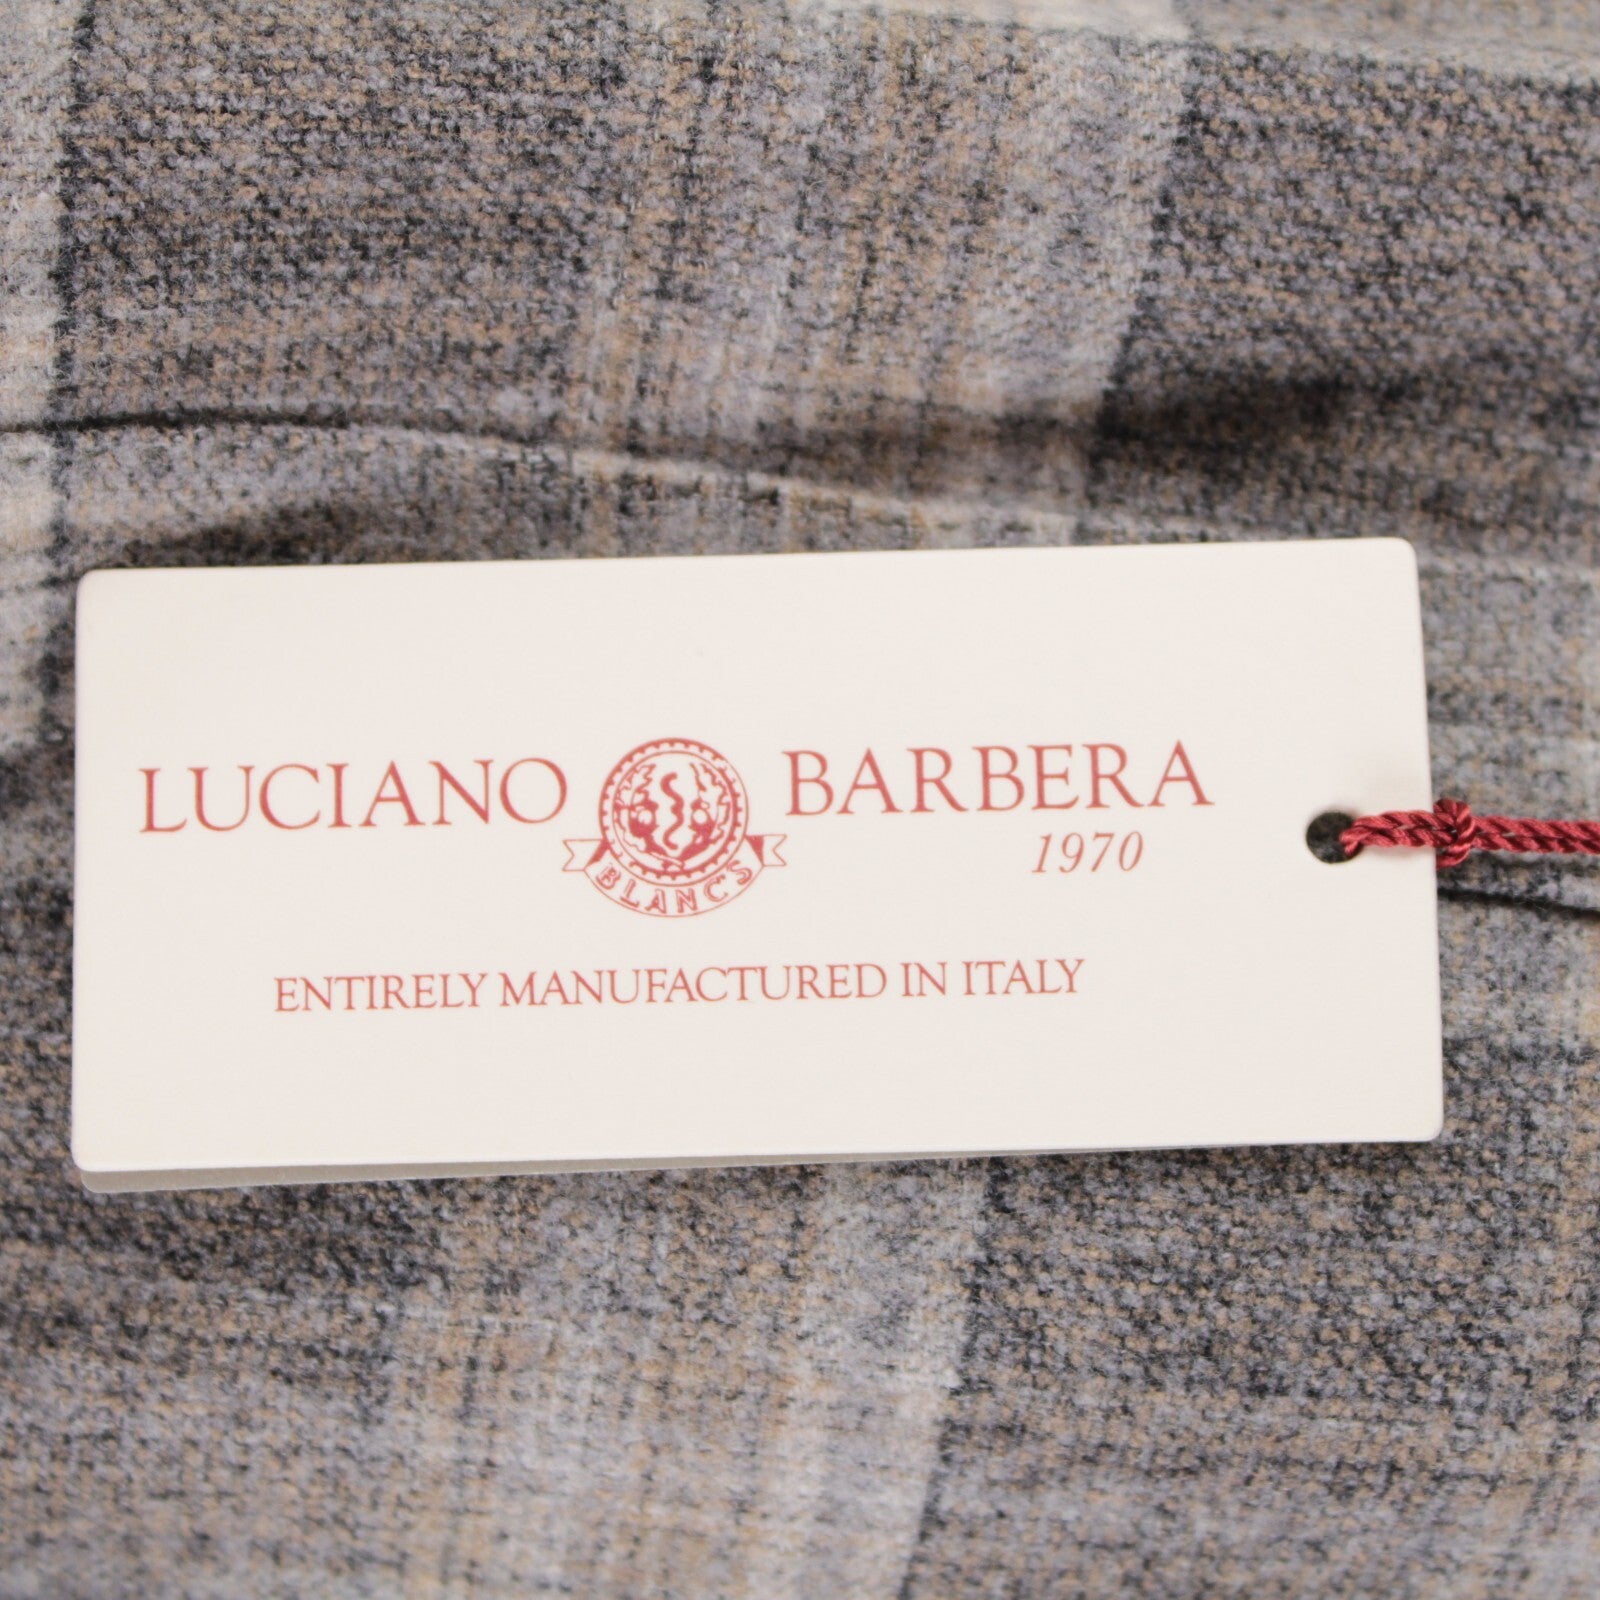 LUCIANO BARBERA
1970
BLANCS
ENTIRELY MANUFACTURED IN ITALY